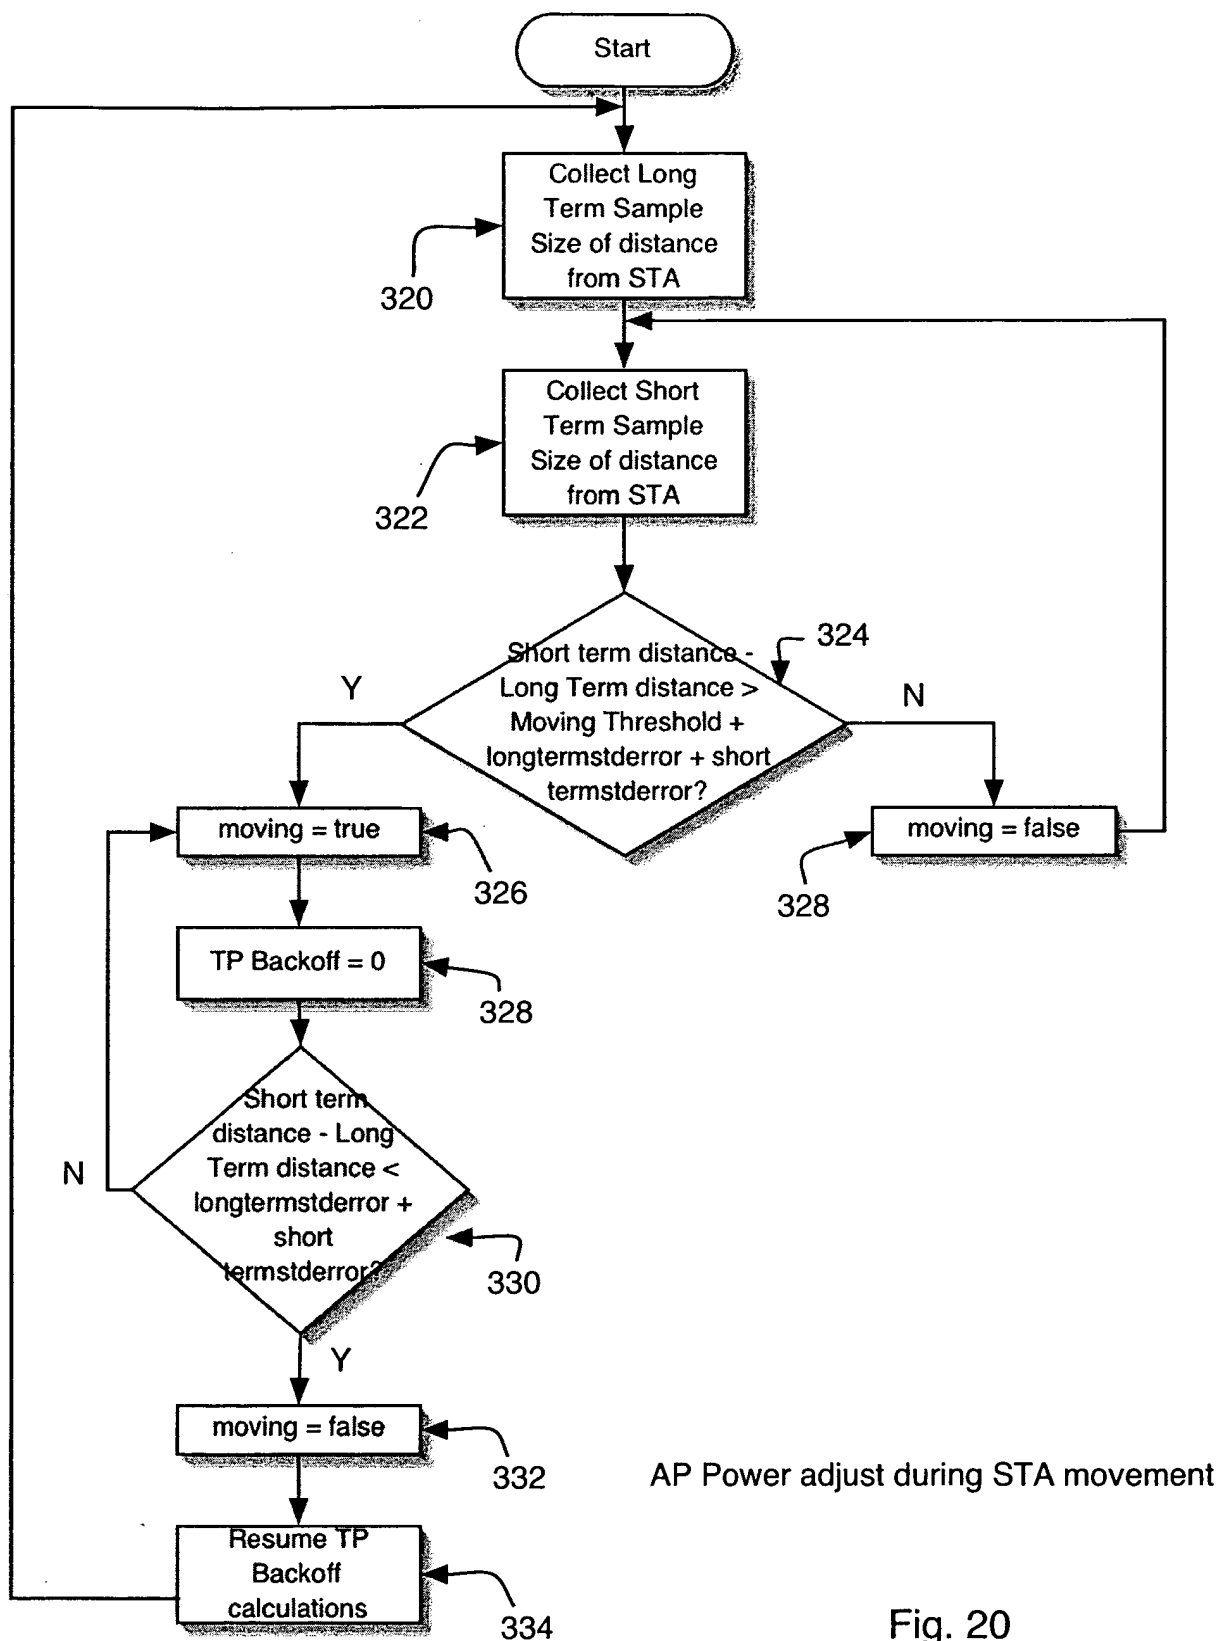 Start
Collect Long
Term Sample
Size of distance
from STA
320
Collect Short
Term Sample
Size of distance
from STA
322
324
Short term distance -
Long Term distance >
Moving Threshold +
longtermstderror + short
termstderror?
Y
N
moving = true
326
moving = false
328
TP Backoff = 0
328
Short term
distance - Long
Term distance <
longtermstderror +
short
termstderror?
N
330
Y
moving = false
332
AP Power adjust during STA movement
Resume TP
Backoff
calculations
334
Fig. 20